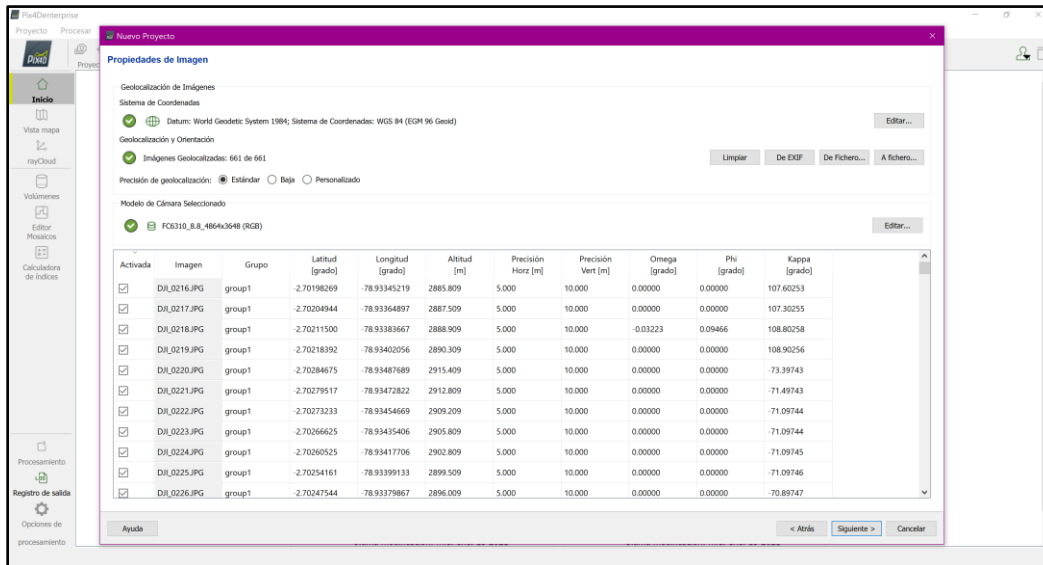 Pix4Denterprise
Proyecto Procesar
Nuevo Proyecto
PIX4D
Proyec
Propiedades de Imagen
Inicio
Vista mapa
rayCloud
Volúmenes
Editor
Mosaicos
Calculadora
de índices
Procesamiento
Registro de salida
Opciones de
procesamiento
Geolocalización de Imágenes
Sistema de Coordenadas
Datum: World Geodetic System 1984; Sistema de Coordenadas: WGS 84 (EGM 96 Geoid) Editar...
Geolocalización y Orientación
Imágenes Geolocalizadas: 661 de 661 Limpiar De EXIF De Fichero... A fichero...
Precisión de geolocalización: Estándar Baja Personalizado
Modelo de Cámara Seleccionado
FC6310_8.8_4864x3648 (RGB) Editar...
Activada Imagen Grupo Latitud [grado] Longitud [grado] Altitud [m] Precisión Horz [m] Precisión Vert [m] Omega [grado] Phi [grado] Kappa [grado]
DJI_0216.JPG group1 -2.70198269 -78.93345219 2885.809 5.000 10.000 0.00000 0.00000 107.60253
DJI_0217.JPG group1 -2.70204944 -78.93364897 2887.509 5.000 10.000 0.00000 0.00000 107.30255
DJI_0218.JPG group1 -2.70211500 -78.93383667 2888.909 5.000 10.000 -0.03223 0.09466 108.80258
DJI_0219.JPG group1 -2.70218392 -78.93402056 2890.309 5.000 10.000 0.00000 0.00000 108.90256
DJI_0220.JPG group1 -2.70284675 -78.93487689 2915.409 5.000 10.000 0.00000 0.00000 -73.39743
DJI_0221.JPG group1 -2.70279517 -78.93472822 2912.809 5.000 10.000 0.00000 0.00000 -71.49743
DJI_0222.JPG group1 -2.70273233 -78.93454669 2909.209 5.000 10.000 0.00000 0.00000 -71.09744
DJI_0223.JPG group1 -2.70266625 -78.93435406 2905.809 5.000 10.000 0.00000 0.00000 -71.09744
DJI_0224.JPG group1 -2.70260525 -78.93417706 2902.809 5.000 10.000 0.00000 0.00000 -71.09745
DJI_0225.JPG group1 -2.70254161 -78.93399133 2899.509 5.000 10.000 0.00000 0.00000 -71.09746
DJI_0226.JPG group1 -2.70247544 -78.93379867 2896.009 5.000 10.000 0.00000 0.00000 -70.89747
Ayuda < Atrás Siguiente > Cancelar